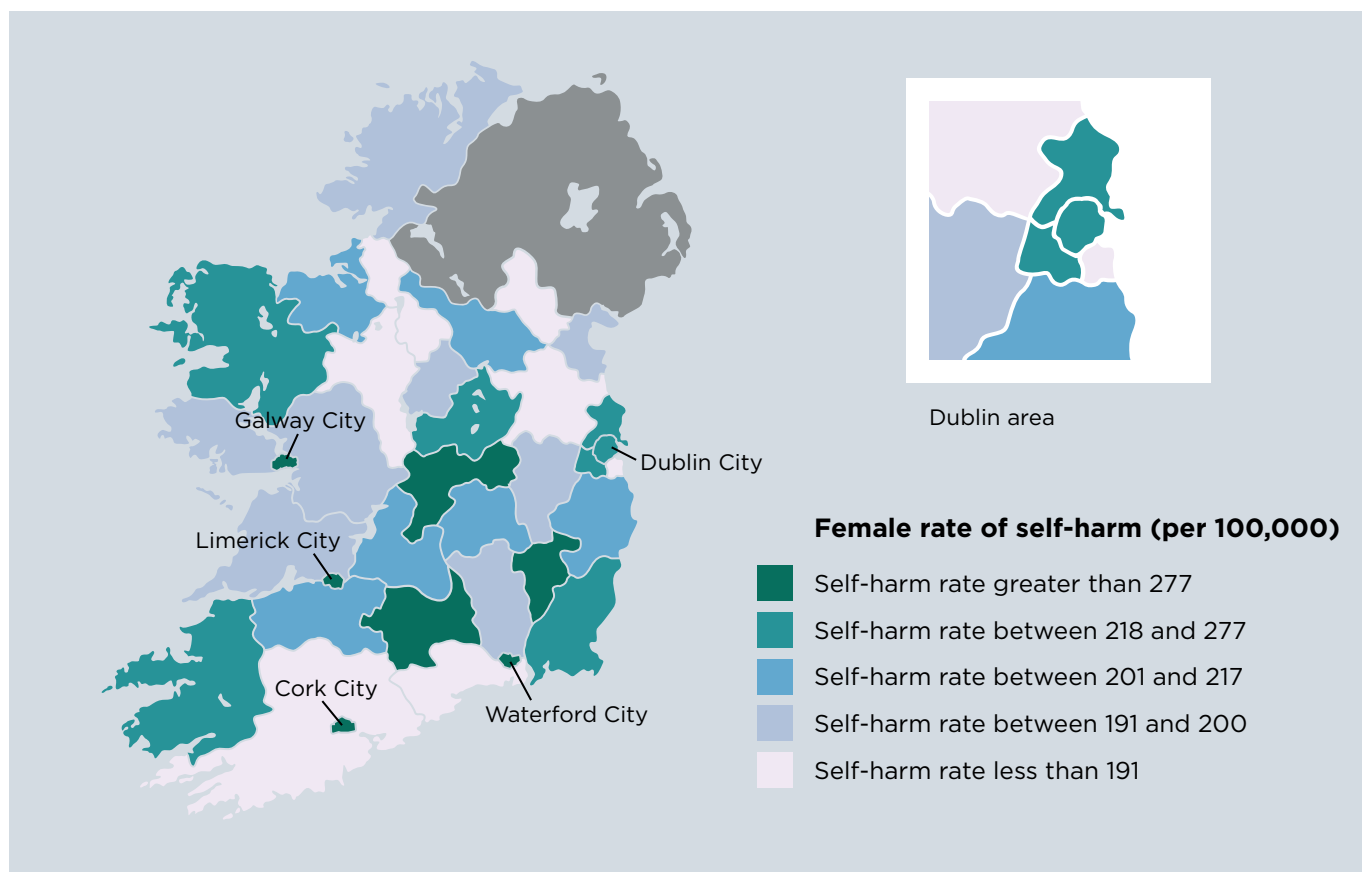 Galway City
Dublin City
Limerick City
Cork City
Waterford City
Dublin area
Female rate of self-harm (per 100,000)
Self-harm rate greater than 277
Self-harm rate between 218 and 277
Self-harm rate between 201 and 217
Self-harm rate between 191 and 200
Self-harm rate less than 191